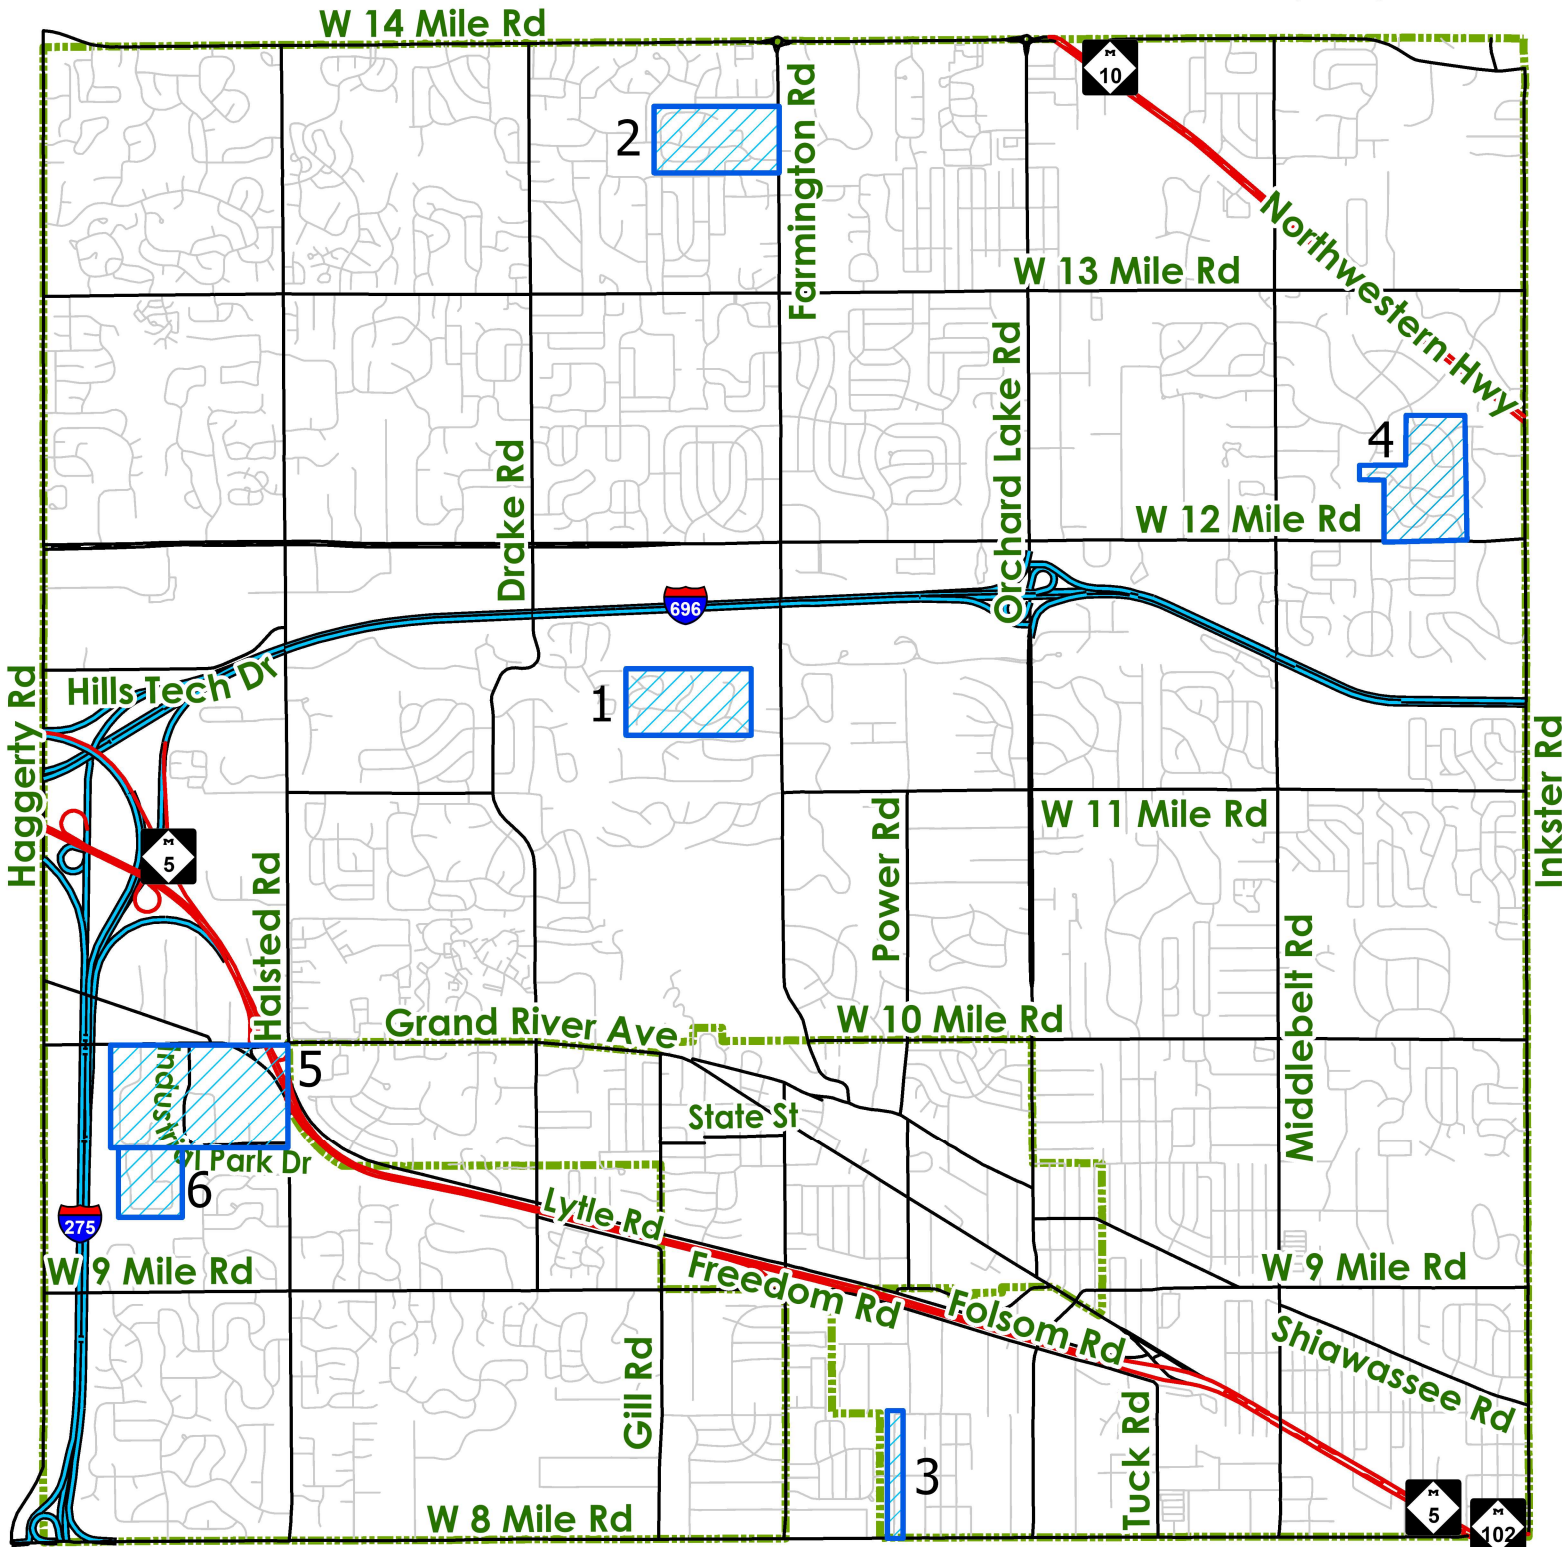 W 14 Mile Rd
M
10
2
Farmington Rd
Northwestern Hwy
W 13 Mile Rd
Orchard Lake Rd
4
Drake Rd
W 12 Mile Rd
696
Hills Tech Dr
1
Haggerty Rd
Inkster Rd
W 11 Mile Rd
Power Rd
M
5
Halsted Rd
Middlebelt Rd
Grand River Ave
W 10 Mile Rd
5
Industrial Park Dr
State St
6
275
Lytle Rd
W 9 Mile Rd
W 9 Mile Rd
Freedom Rd
Folsom Rd
Shiawassee Rd
Gill Rd
Tuck Rd
3
W 8 Mile Rd
M
5
M
102